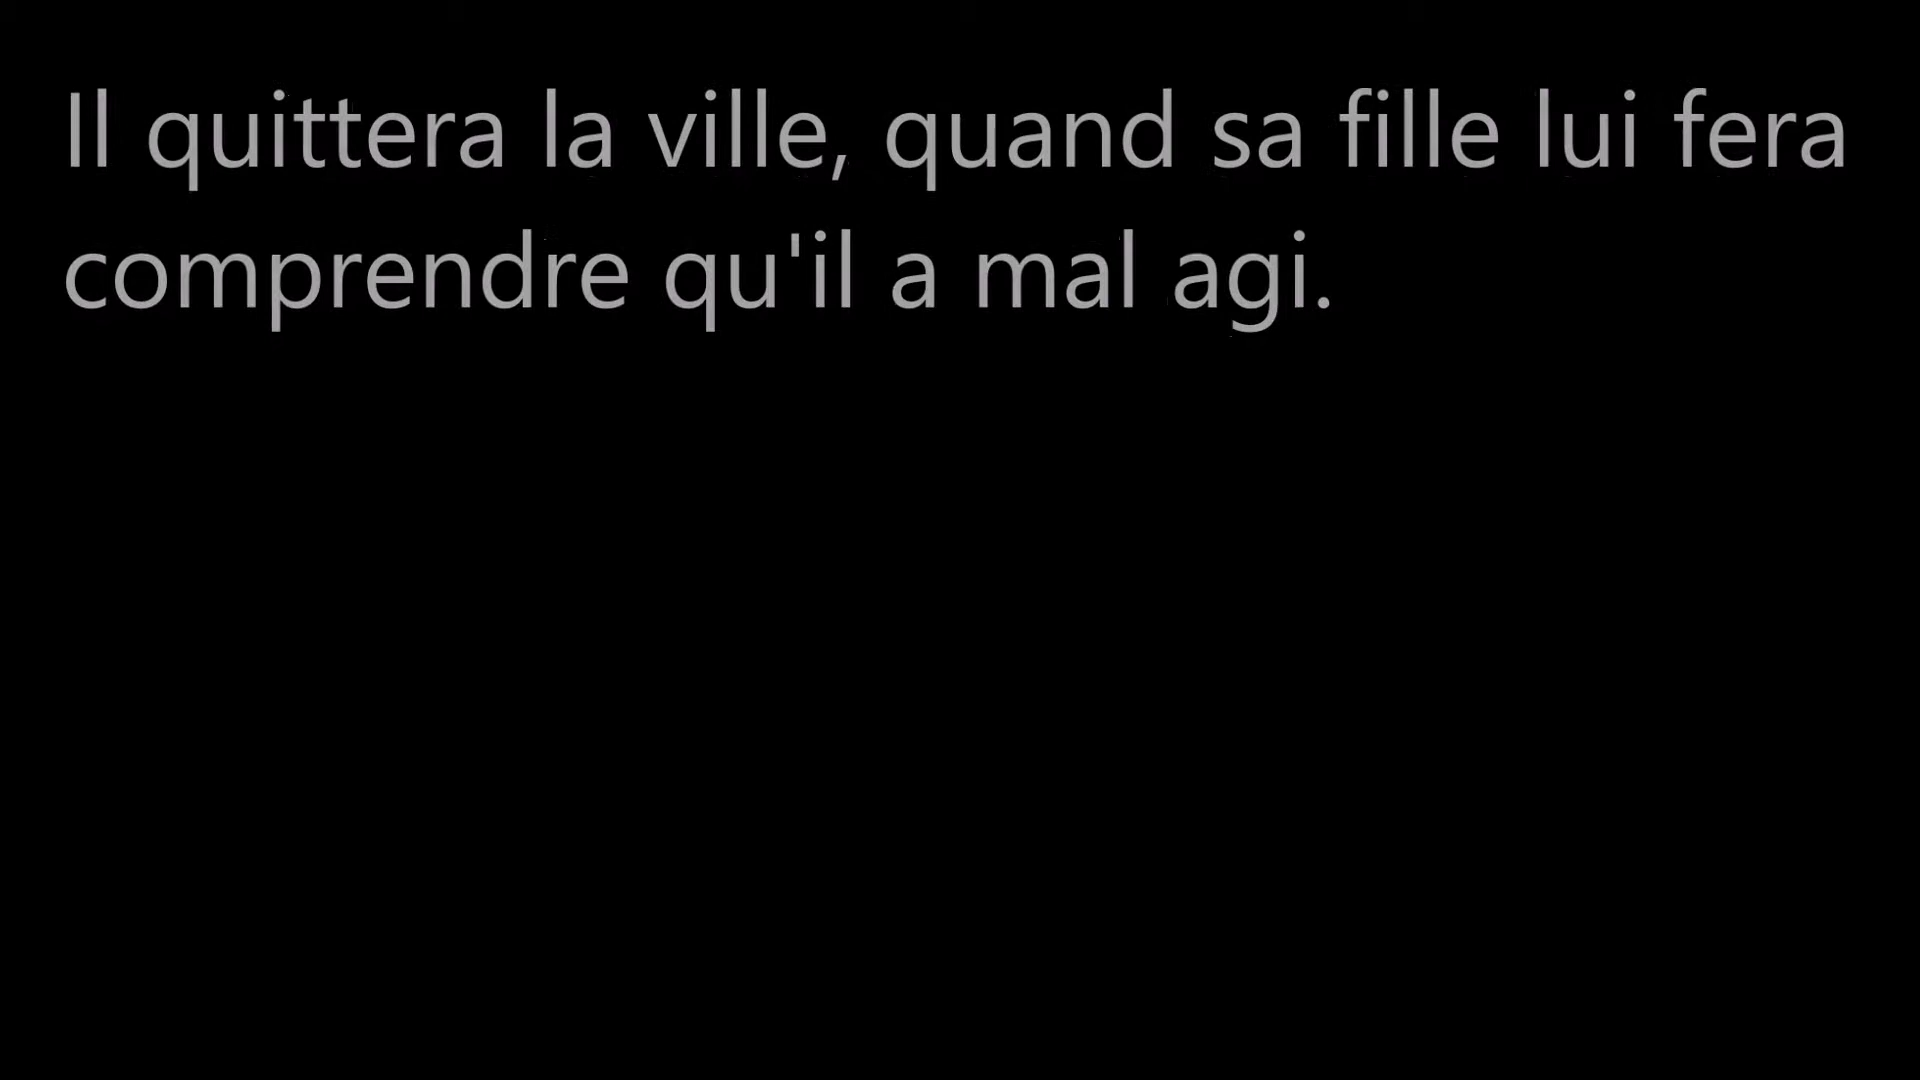 Il quittera la ville, quand sa fille lui fera
comprendre qu'il a mal agi.